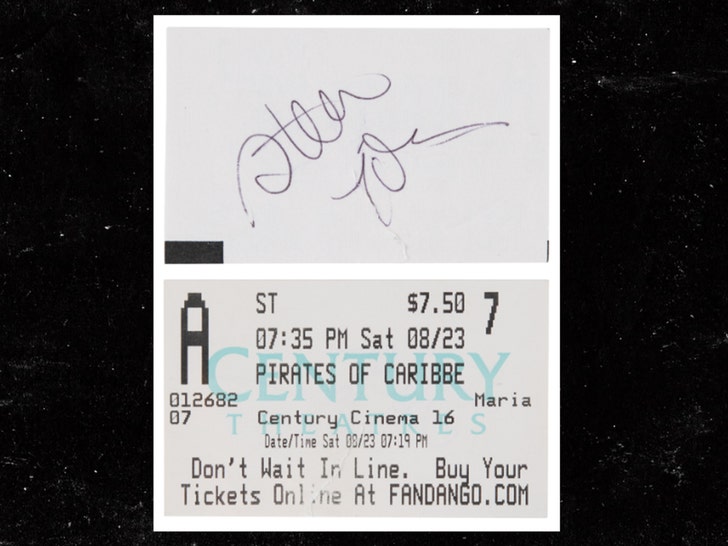 A ST $7.50 7
07:35 PM Sat 08/23
PIRATES OF CARIBBE
CENTURY
012682 Maria
07 Century Cinema 16
THEATRES
Date/Time Sat 08/23 07:19 PM
Don't Wait In Line. Buy Your
Tickets Online At FANDANGO.COM